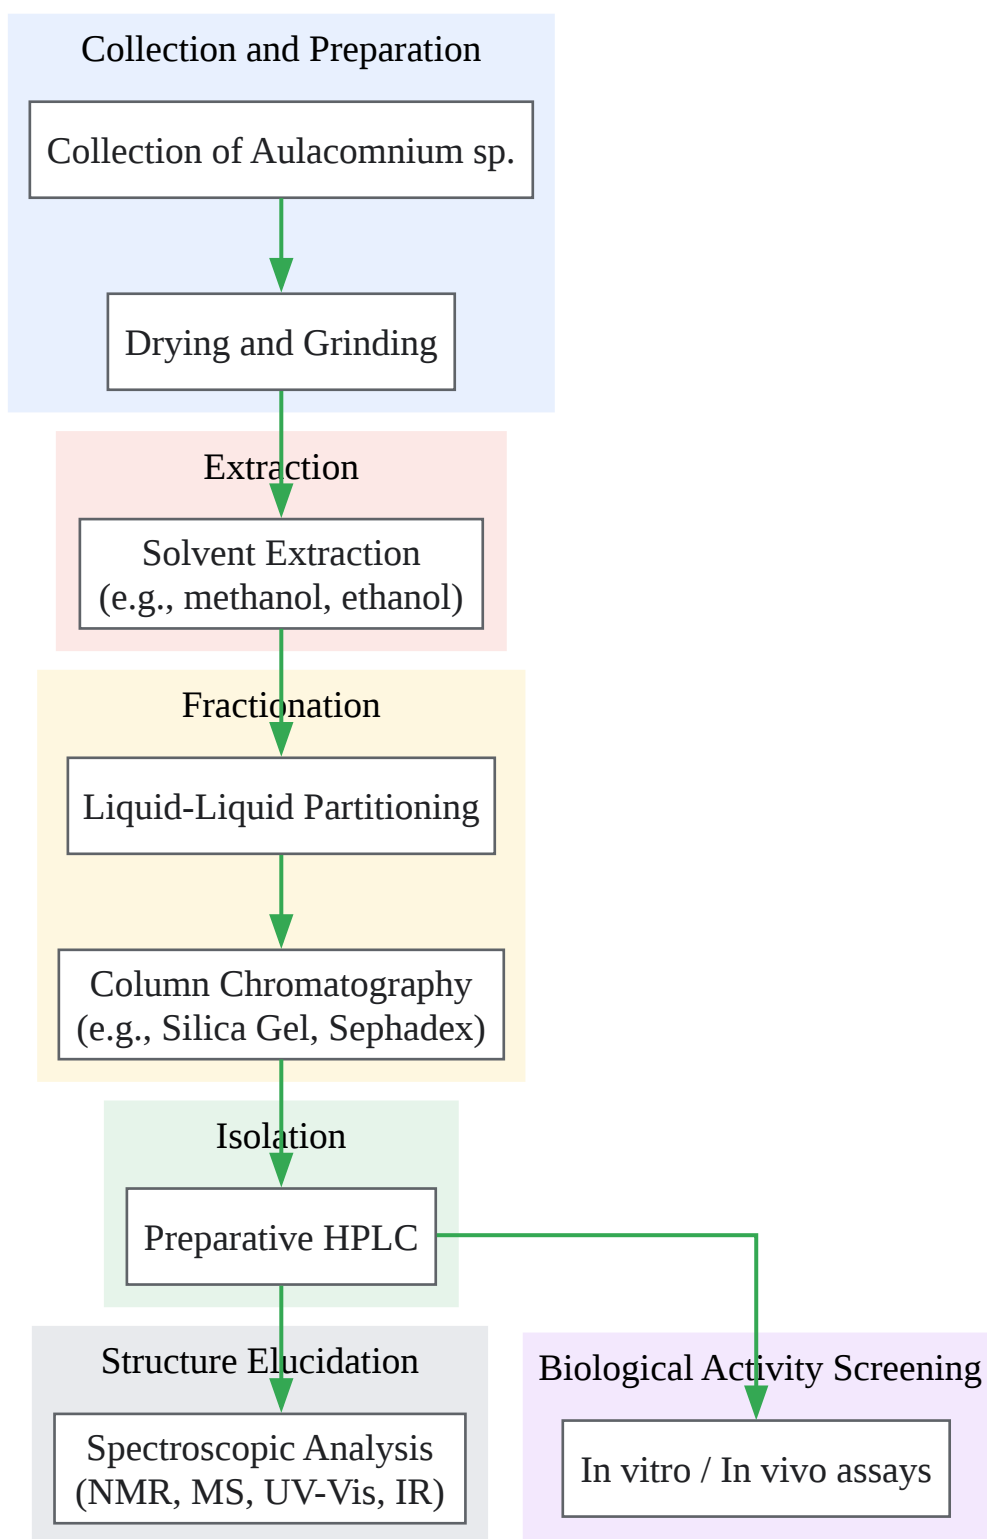 Collection and Preparation
Collection of Aulacomnium sp.
Drying and Grinding
Extraction
Solvent Extraction
(e.g., methanol, ethanol)
Fractionation
Liquid-Liquid Partitioning
Column Chromatography
(e.g., Silica Gel, Sephadex)
Isolation
Preparative HPLC
Structure Elucidation
Spectroscopic Analysis
(NMR, MS, UV-Vis, IR)
Biological Activity Screening
In vitro / In vivo assays